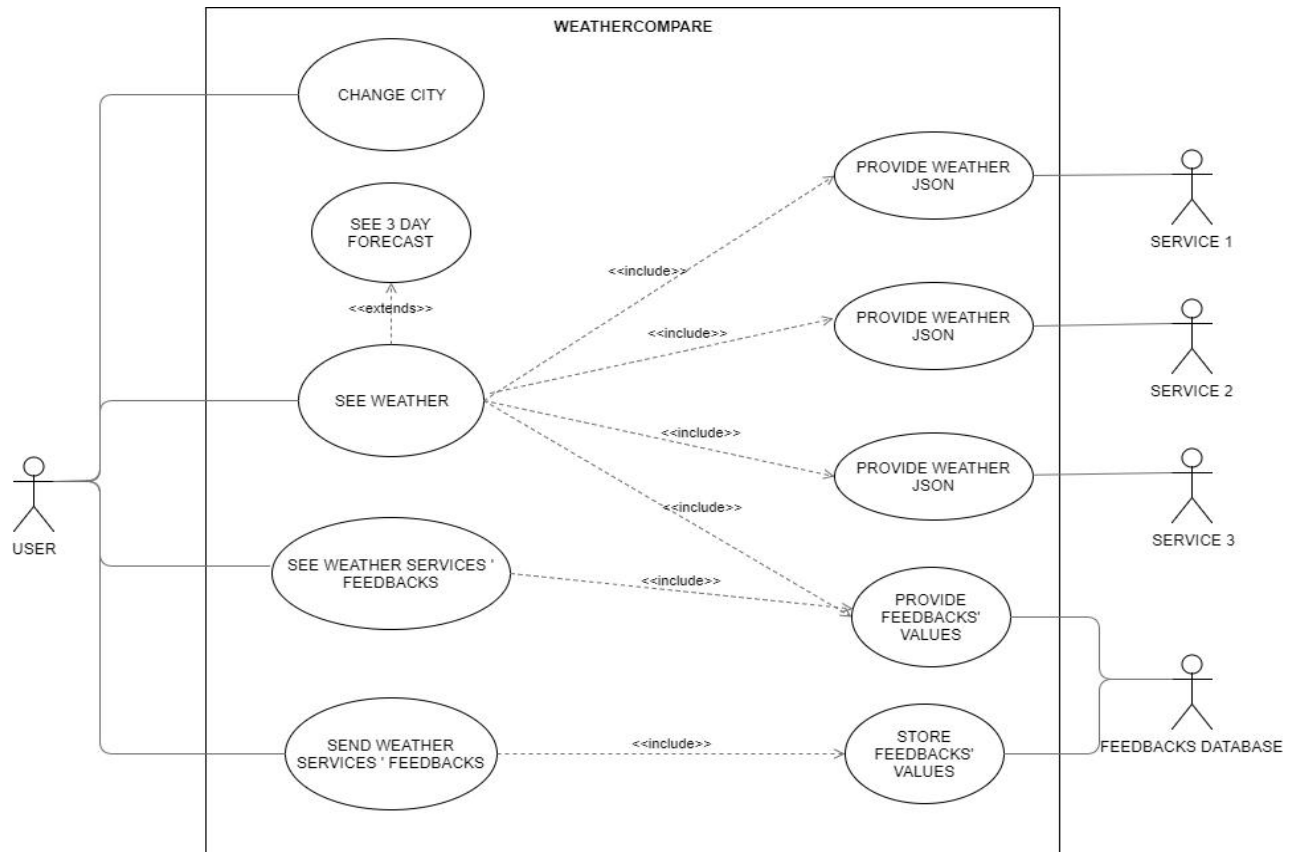 WEATHERCOMPARE
CHANGE CITY
PROVIDE WEATHER
JSON
SEE 3 DAY
FORECAST
SERVICE 1
<<include>>
<<extends>>
PROVIDE WEATHER
JSON
<<include>>
SEE WEATHER
SERVICE 2
<<include>>
PROVIDE WEATHER
JSON
<<include>>
USER
SERVICE 3
SEE WEATHER SERVICES '
FEEDBACKS
<<include>>
PROVIDE
FEEDBACKS'
VALUES
SEND WEATHER
SERVICES ' FEEDBACKS
<<include>>
STORE
FEEDBACKS'
VALUES
FEEDBACKS DATABASE